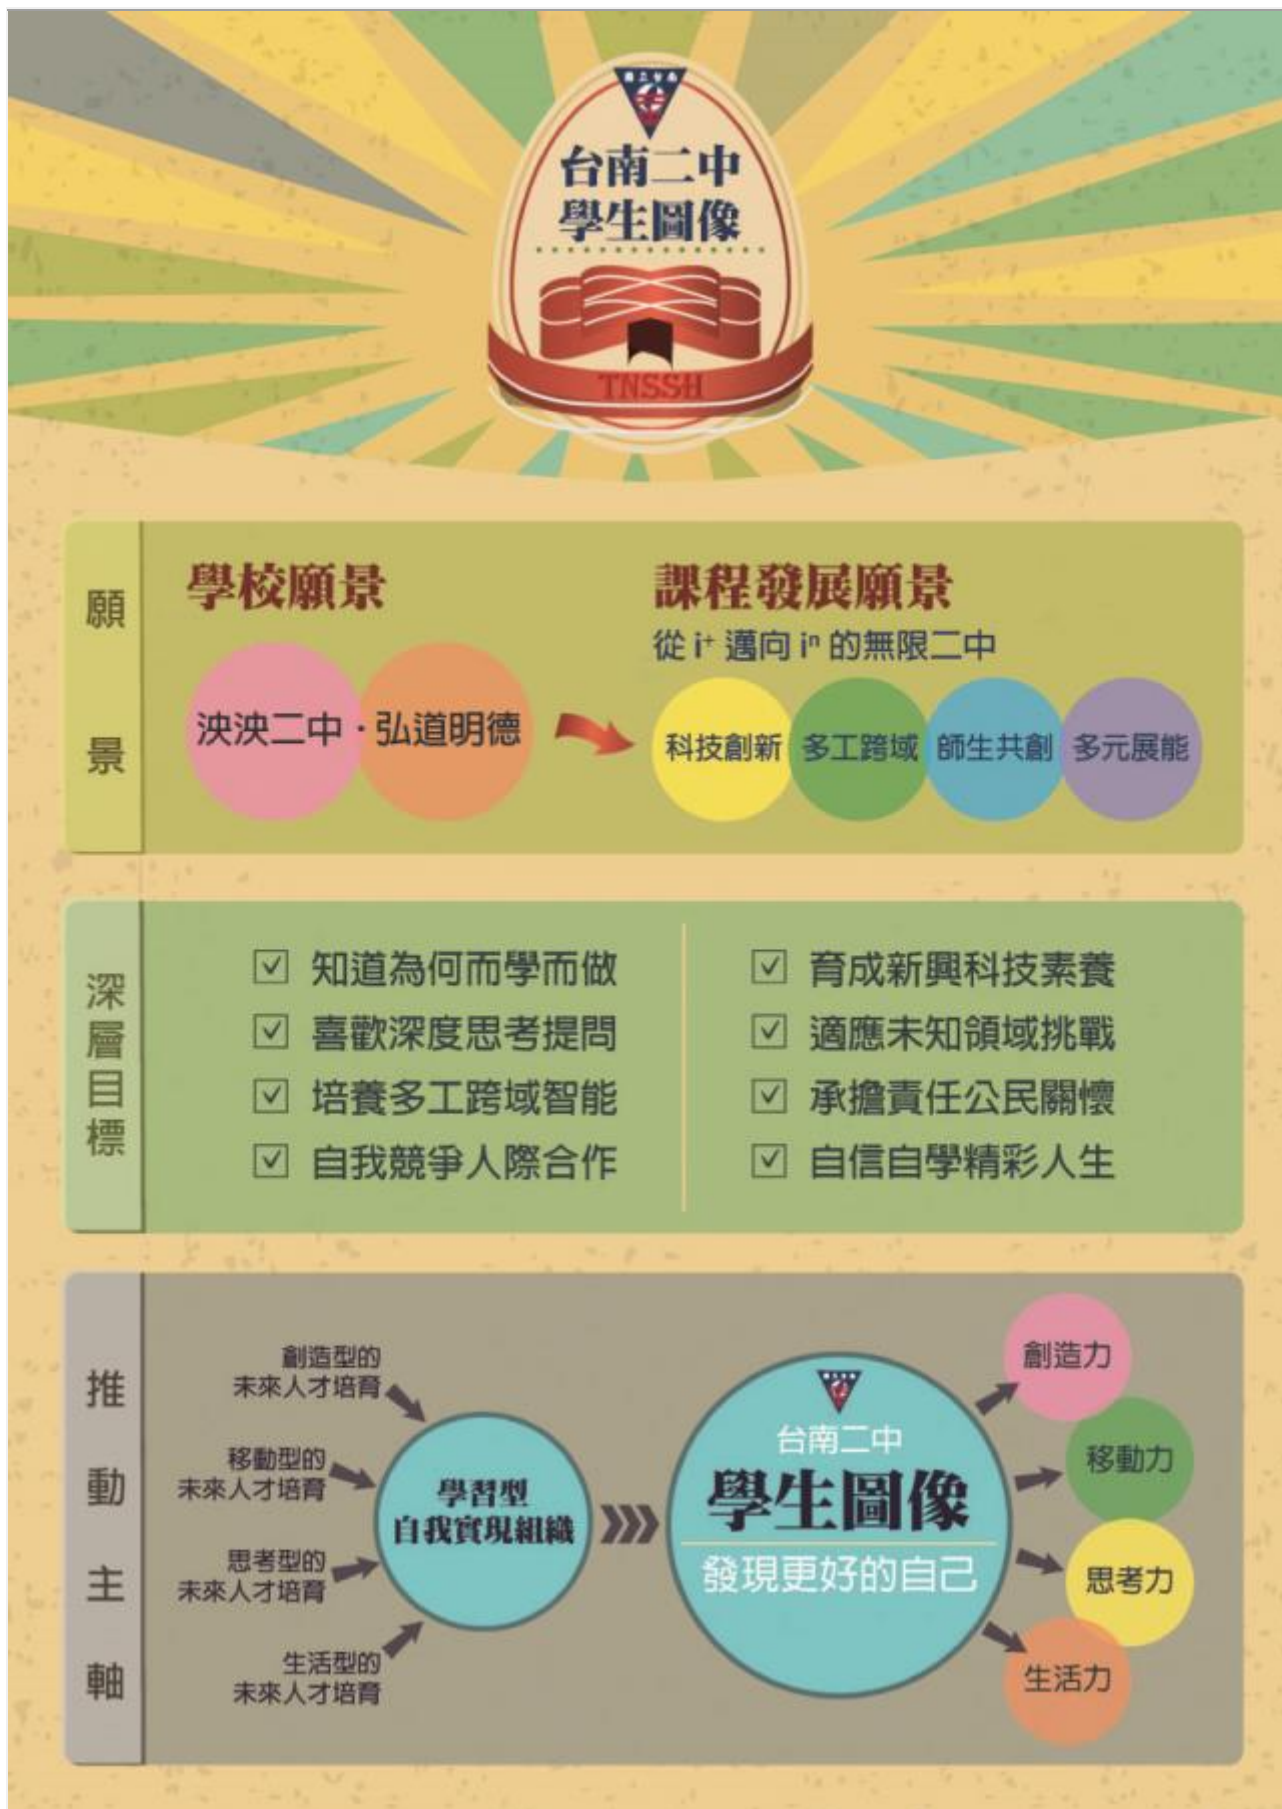 國立台南
台南二中
學生圖像
TNSSH
願景
學校願景
泱泱二中・弘道明德
課程發展願景
從 i⁺ 邁向 iⁿ 的無限二中
科技創新
多工跨域
師生共創
多元展能
深層目標
知道為何而學而做
喜歡深度思考提問
培養多工跨域智能
自我競爭人際合作
育成新興科技素養
適應未知領域挑戰
承擔責任公民關懷
自信自學精彩人生
推動主軸
創造型的
未來人才培育
移動型的
未來人才培育
思考型的
未來人才培育
生活型的
未來人才培育
學習型
自我實現組織
台南二中
學生圖像
發現更好的自己
創造力
移動力
思考力
生活力